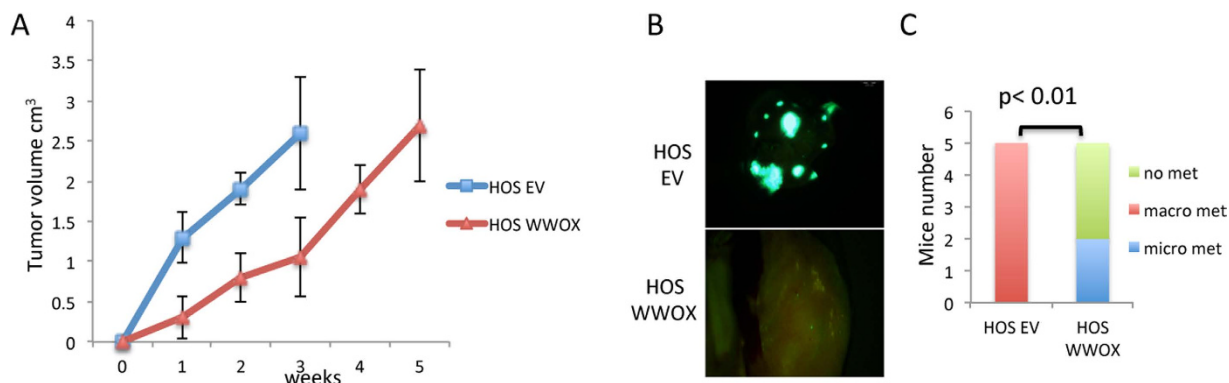 A
Tumor volume cm³
4
3.5
3
2.5
2
1.5
1
0.5
0
0 1 2 3 4 5
weeks
HOS EV
HOS WWOX
B
HOS
EV
HOS
WWOX
C
p< 0.01
Mice number
6
5
4
3
2
1
0
HOS EV
HOS
WWOX
no met
macro met
micro met